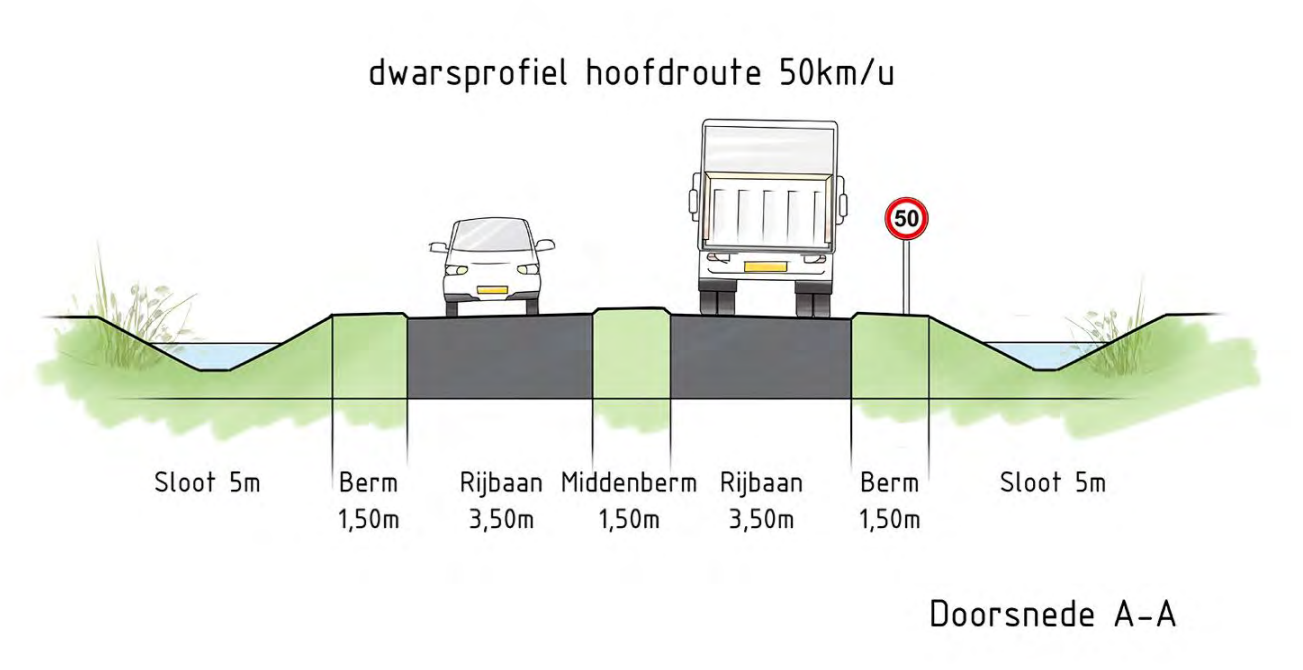 dwarsprofiel hoofdroute 50km/u
50
Sloot 5m
Berm
1,50m
Rijbaan
3,50m
Middenberm
1,50m
Rijbaan
3,50m
Berm
1,50m
Sloot 5m
Doorsnede A-A